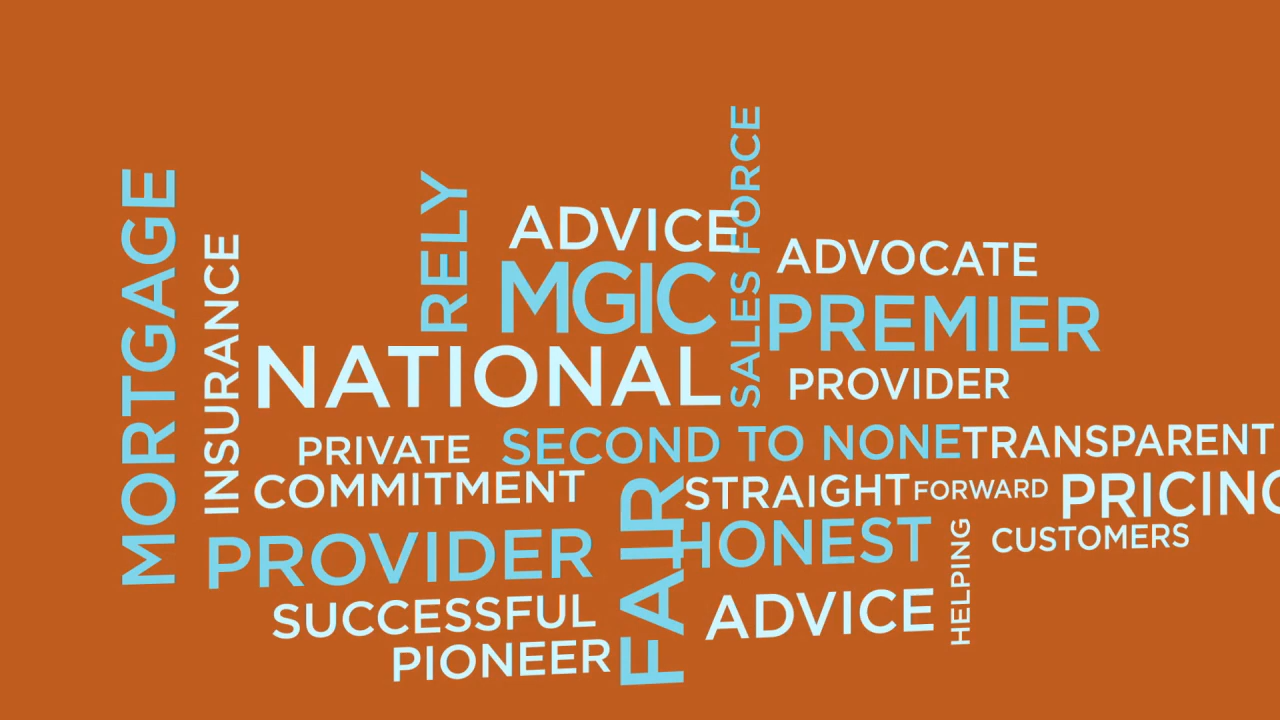 MORTGAGE
INSURANCE
RELY
ADVICE
MGIC
NATIONAL
SALES FORCE
ADVOCATE
PREMIER
PROVIDER
PRIVATE
SECOND TO NONE
TRANSPARENT
COMMITMENT
STRAIGHT
FORWARD
PRICING
PROVIDER
FAIR
HONEST
HELPING
CUSTOMERS
SUCCESSFUL
ADVICE
PIONEER